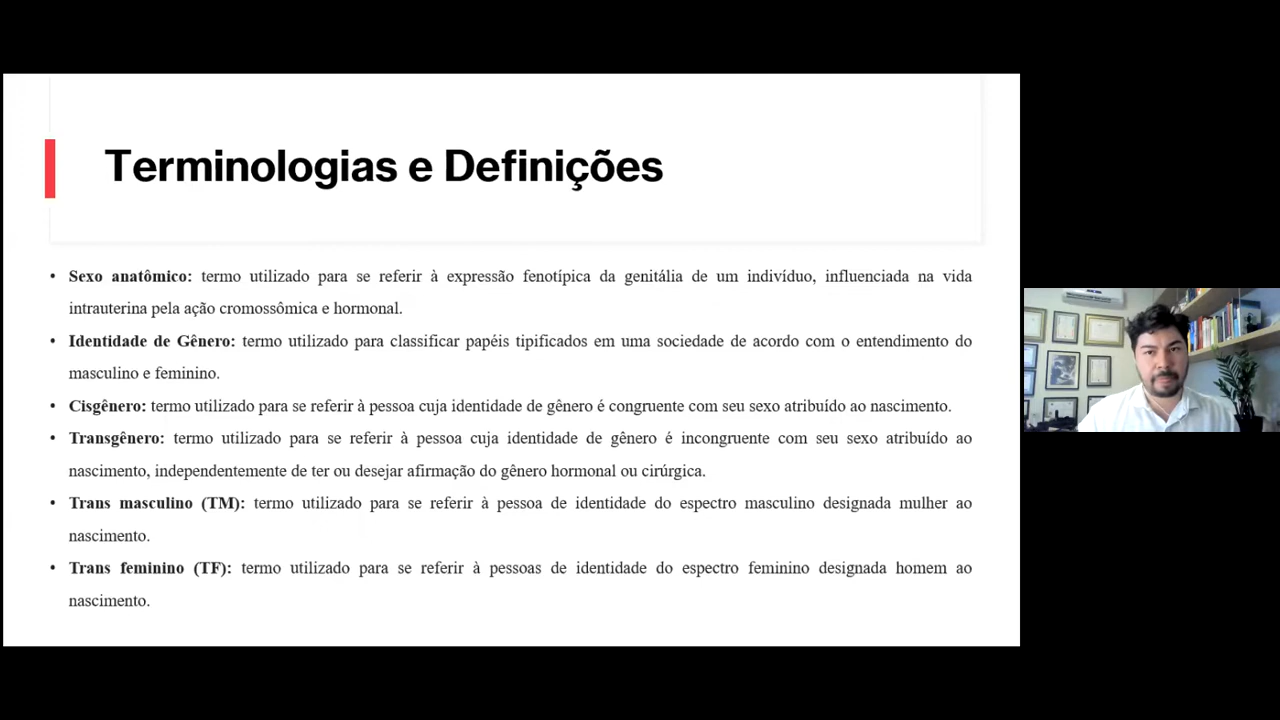 Terminologias e Definições
• Sexo anatômico: termo utilizado para se referir à expressão fenotípica da genitália de um indivíduo, influenciada na vida
intrauterina pela ação cromossômica e hormonal.
• Identidade de Gênero: termo utilizado para classificar papéis tipificados em uma sociedade de acordo com o entendimento do
masculino e feminino.
• Cisgênero: termo utilizado para se referir à pessoa cuja identidade de gênero é congruente com seu sexo atribuído ao nascimento.
• Transgênero: termo utilizado para se referir à pessoa cuja identidade de gênero é incongruente com seu sexo atribuído ao
nascimento, independentemente de ter ou desejar afirmação do gênero hormonal ou cirúrgica.
• Trans masculino (TM): termo utilizado para se referir à pessoa de identidade do espectro masculino designada mulher ao
nascimento.
• Trans feminino (TF): termo utilizado para se referir à pessoas de identidade do espectro feminino designada homem ao
nascimento.